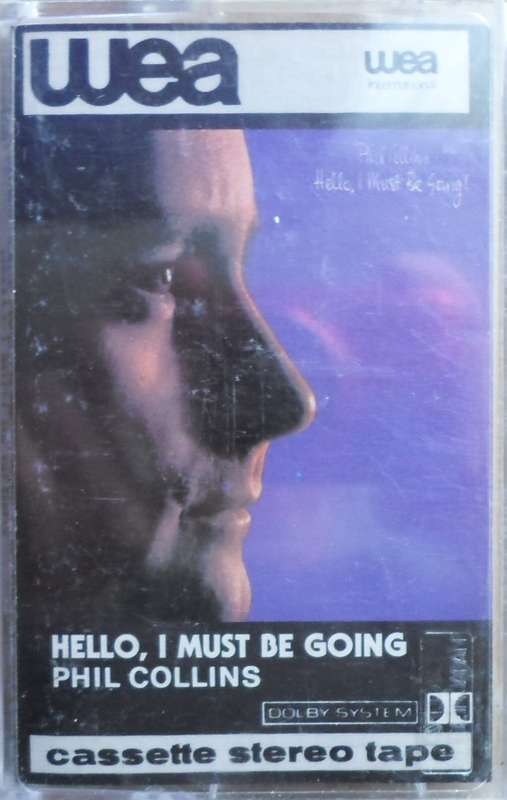 wea
wea
International
Phil Collins
Hello, I Must Be Going!
HELLO, I MUST BE GOING
PHIL COLLINS
DOLBY SYSTEM
cassette stereo tape